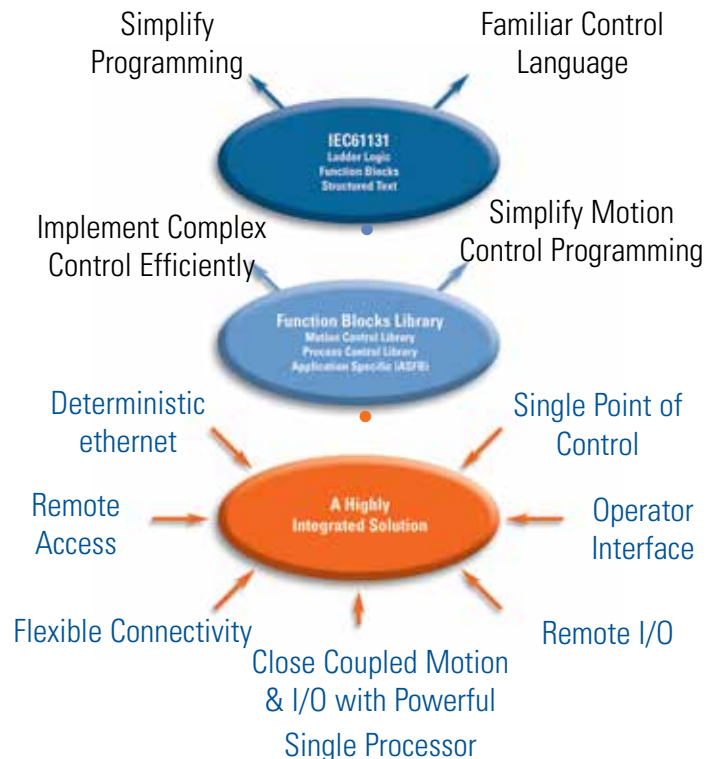 Simplify
Programming
Familiar Control
Language
IEC61131
Ladder Logic
Function Blocks
Structured Text
Implement Complex
Control Efficiently
Simplify Motion
Control Programming
Function Blocks Library
Motion Control Library
Process Control Library
Application Specific (ASFB)
Deterministic
ethernet
Single Point of
Control
A Highly
Integrated Solution
Remote
Access
Operator
Interface
Flexible Connectivity
Remote I/O
Close Coupled Motion
& I/O with Powerful
Single Processor